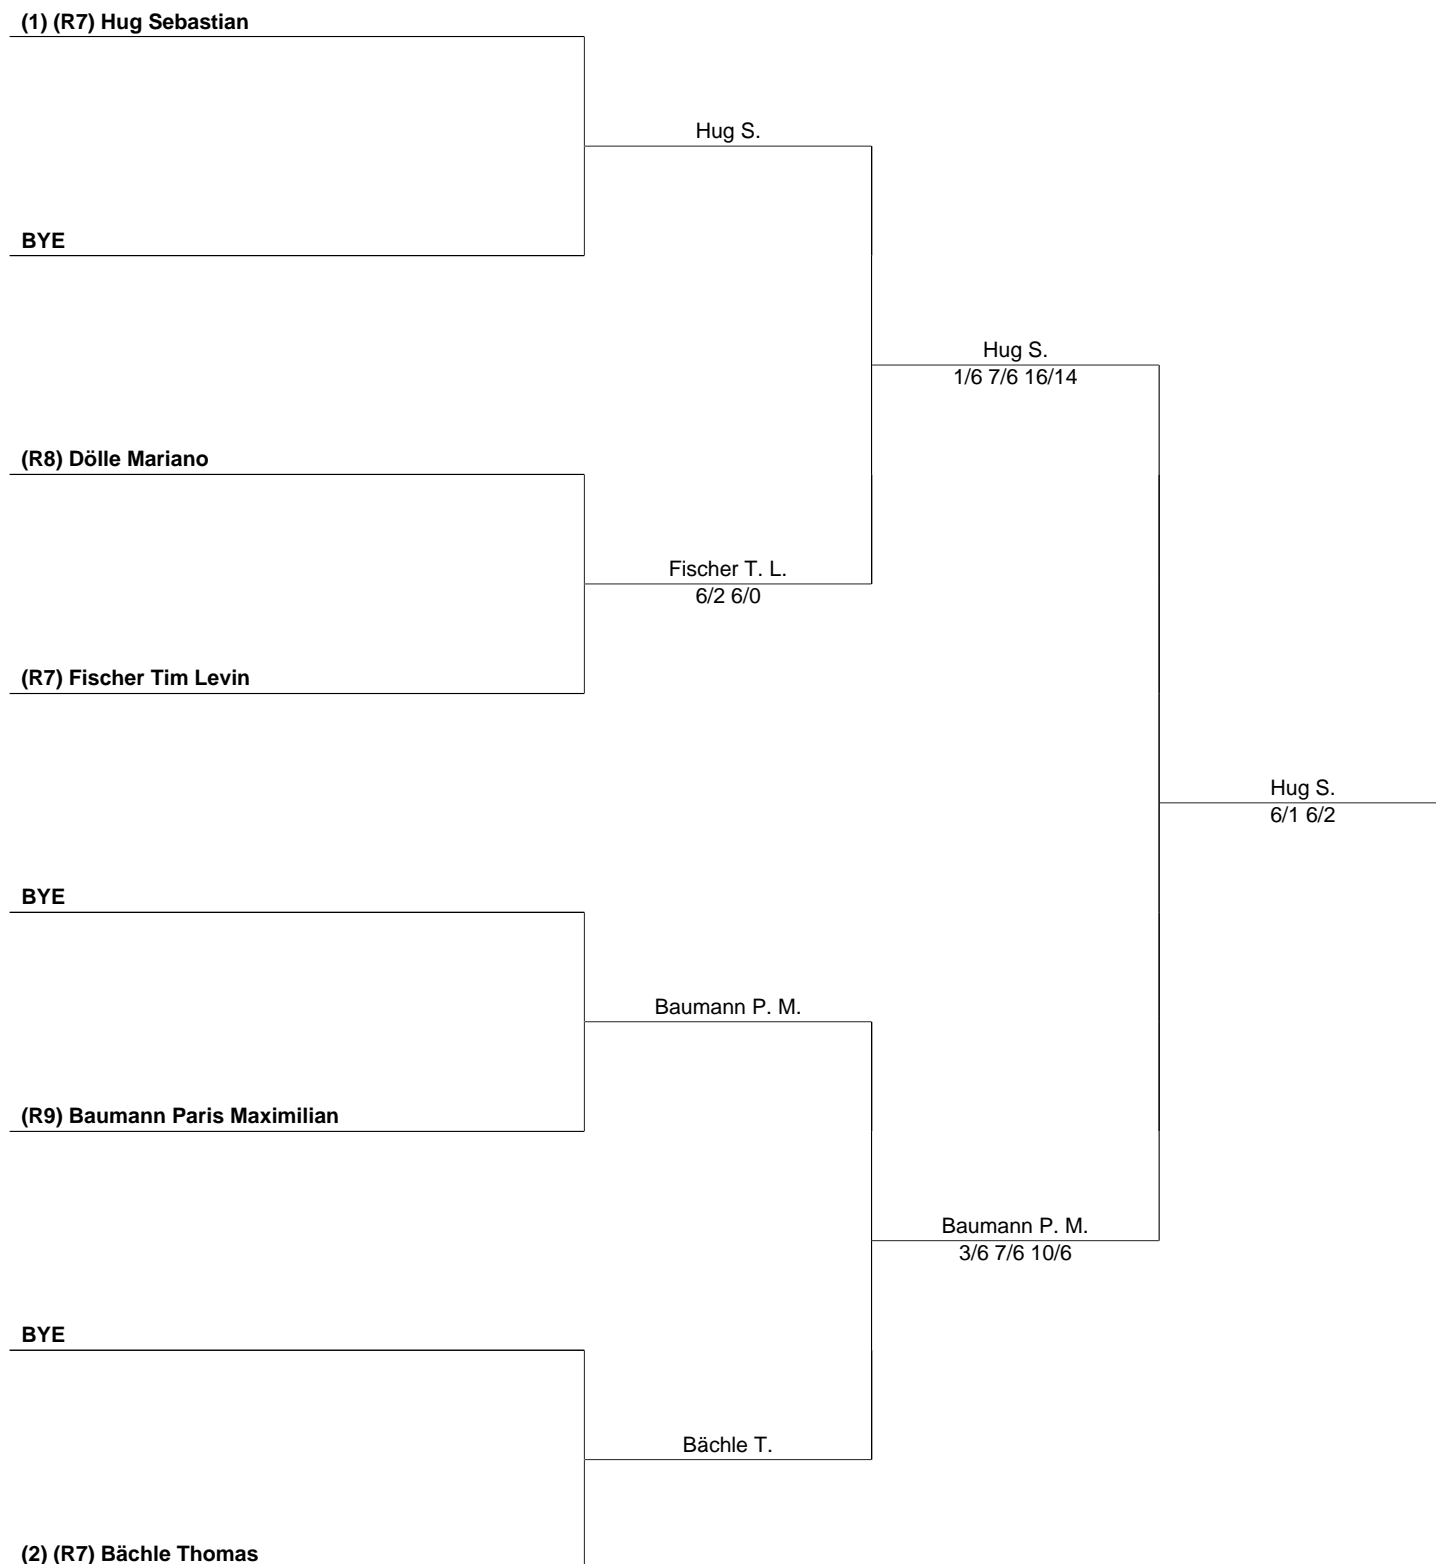 (1) (R7) Hug Sebastian
Hug S.
BYE
Hug S.
1/6 7/6 16/14
(R8) Dölle Mariano
Fischer T. L.
6/2 6/0
(R7) Fischer Tim Levin
Hug S.
6/1 6/2
BYE
Baumann P. M.
(R9) Baumann Paris Maximilian
Baumann P. M.
3/6 7/6 10/6
BYE
Bächle T.
(2) (R7) Bächle Thomas